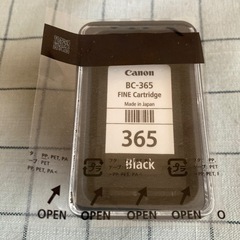 Canon
BC-365
FINE Cartridge
Made in Japan
365
Black
OPEN
OPEN
OPEN
OPEN
O